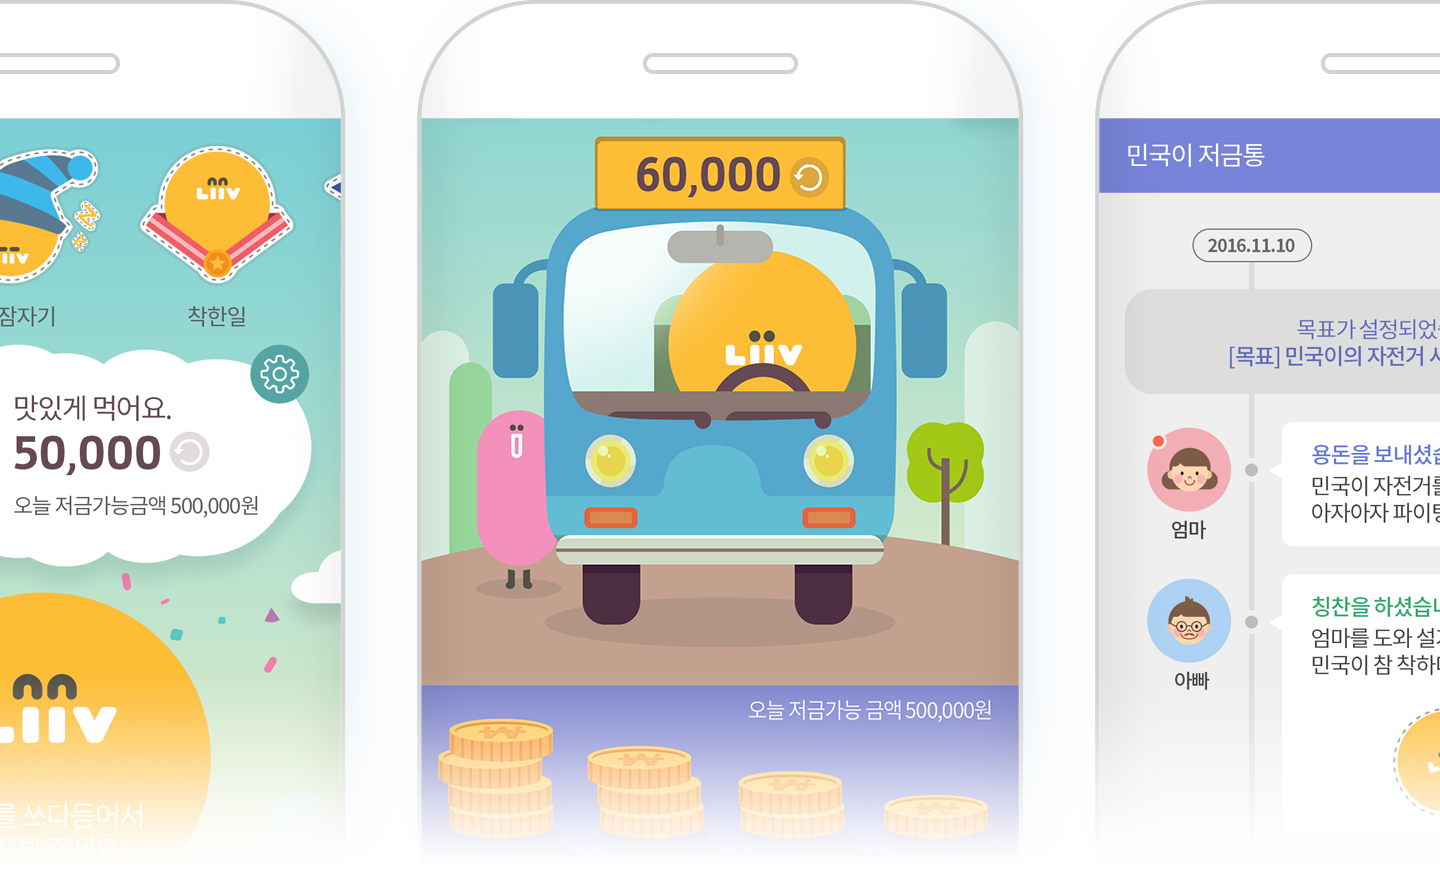 LIIV
LIIV
잠자기
착한일
맛있게 먹어요.
50,000
오늘 저금가능금액 500,000원
LIIV
를 쓰다듬어서
60,000
LIIV
오늘 저금가능 금액 500,000원
민국이 저금통
2016.11.10
목표가 설정되었
[목표] 민국이의 자전거
용돈을 보내셨
민국이 자전거를
아자아자 파이팅
엄마
칭찬을 하셨습니
엄마를 도와
민국이 참 착하
아빠